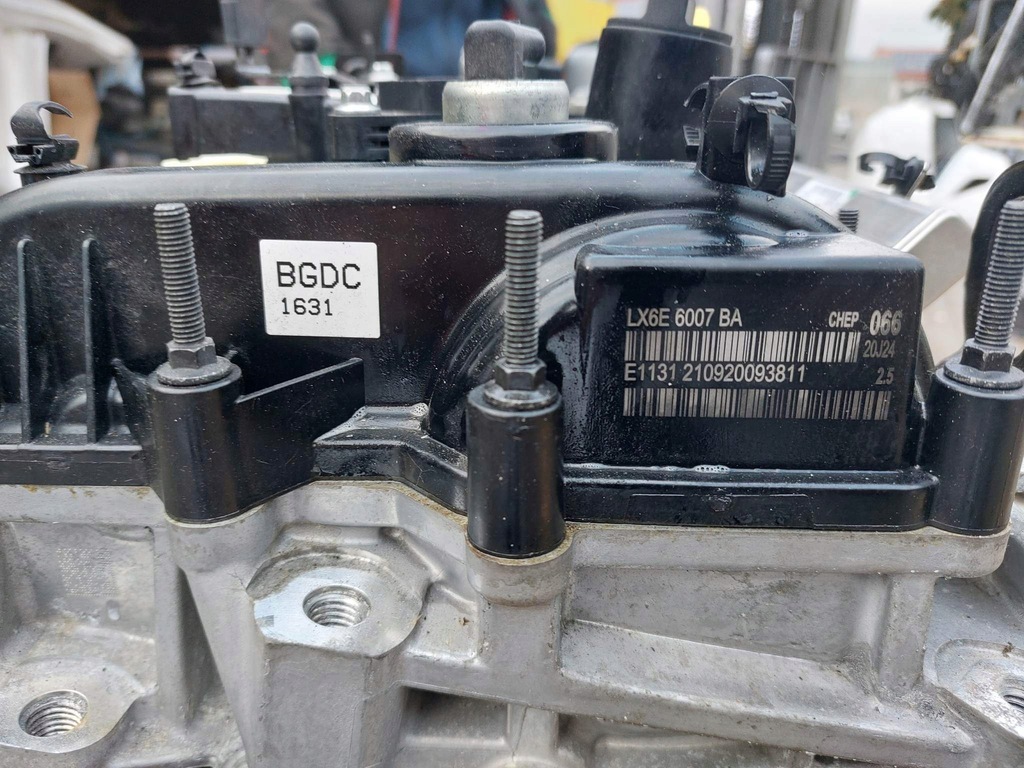 BGDC
1631
LX6E 6007 BA CHEP 066
20J24
E1131 210920093811 2.5